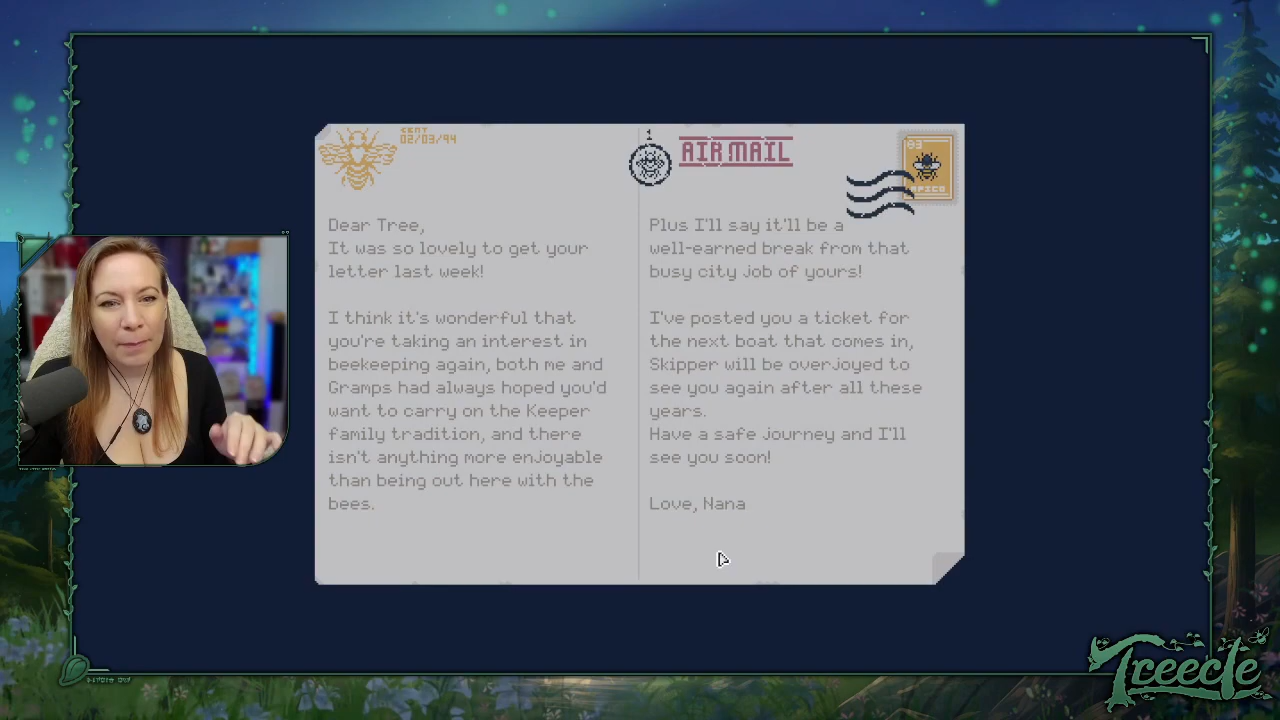 SENT
02/03/94
1
AIR MAIL
03
APICO
Dear Tree,
It was so lovely to get your
letter last week!
I think it's wonderful that
you're taking an interest in
beekeeping again, both me and
Gramps had always hoped you'd
want to carry on the Keeper
family tradition, and there
isn't anything more enjoyable
than being out here with the
bees.
Plus I'll say it'll be a
well-earned break from that
busy city job of yours!
I've posted you a ticket for
the next boat that comes in,
Skipper will be overjoyed to
see you again after all these
years.
Have a safe journey and I'll
see you soon!
Love, Nana
Treecle